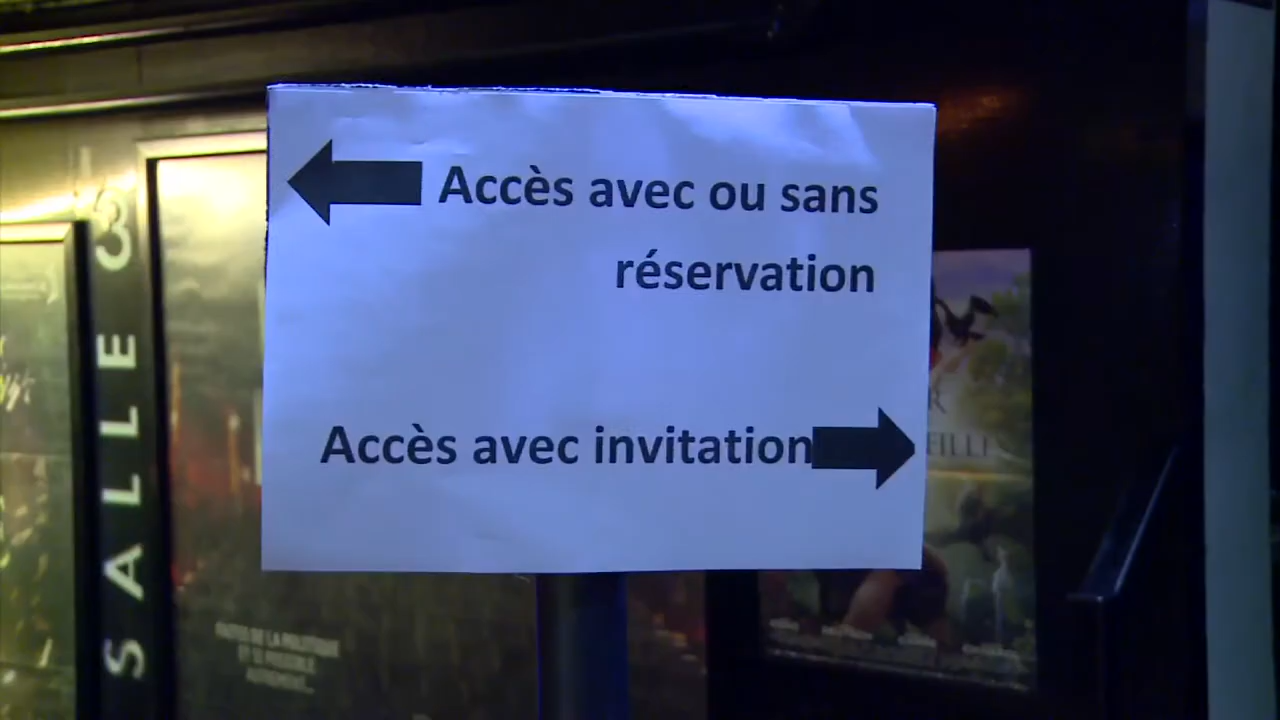 Accès avec ou sans
réservation
Accès avec invitation
SALLE 3